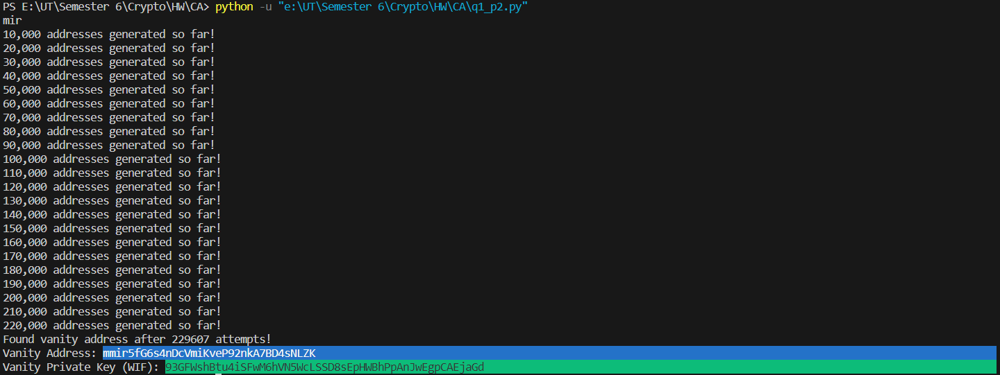 PS E:\UT\Semester 6\Crypto\HW\CA> python -u "e:\UT\Semester 6\Crypto\HW\CA\q1_p2.py"
mir
10,000 addresses generated so far!
20,000 addresses generated so far!
30,000 addresses generated so far!
40,000 addresses generated so far!
50,000 addresses generated so far!
60,000 addresses generated so far!
70,000 addresses generated so far!
80,000 addresses generated so far!
90,000 addresses generated so far!
100,000 addresses generated so far!
110,000 addresses generated so far!
120,000 addresses generated so far!
130,000 addresses generated so far!
140,000 addresses generated so far!
150,000 addresses generated so far!
160,000 addresses generated so far!
170,000 addresses generated so far!
180,000 addresses generated so far!
190,000 addresses generated so far!
200,000 addresses generated so far!
210,000 addresses generated so far!
220,000 addresses generated so far!
Found vanity address after 229607 attempts!
Vanity Address: mmir5fG6s4nDcVmiKveP92nkA7BD4sNLZK
Vanity Private Key (WIF): 93GFWshBtu4iSFwM6hVN5WcLSSD8sEpHWBhPpAnJwEgpCAEjaGd